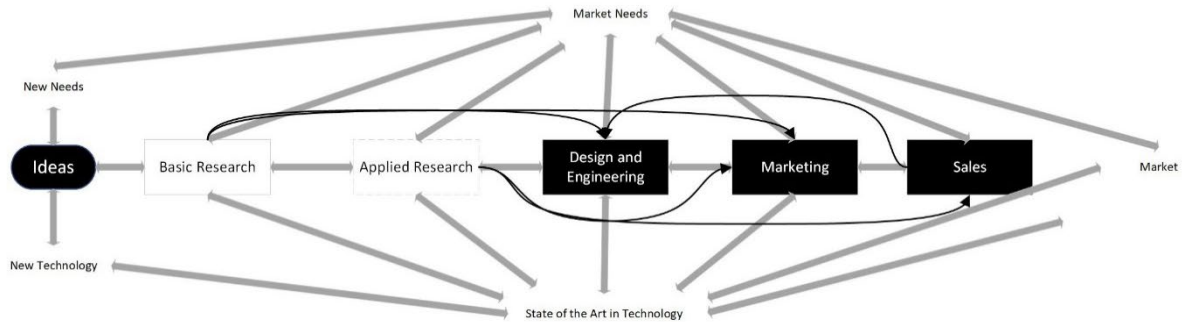 Market Needs
New Needs
Ideas
Basic Research
Applied Research
Design and
Engineering
Marketing
Sales
Market
New Technology
State of the Art in Technology